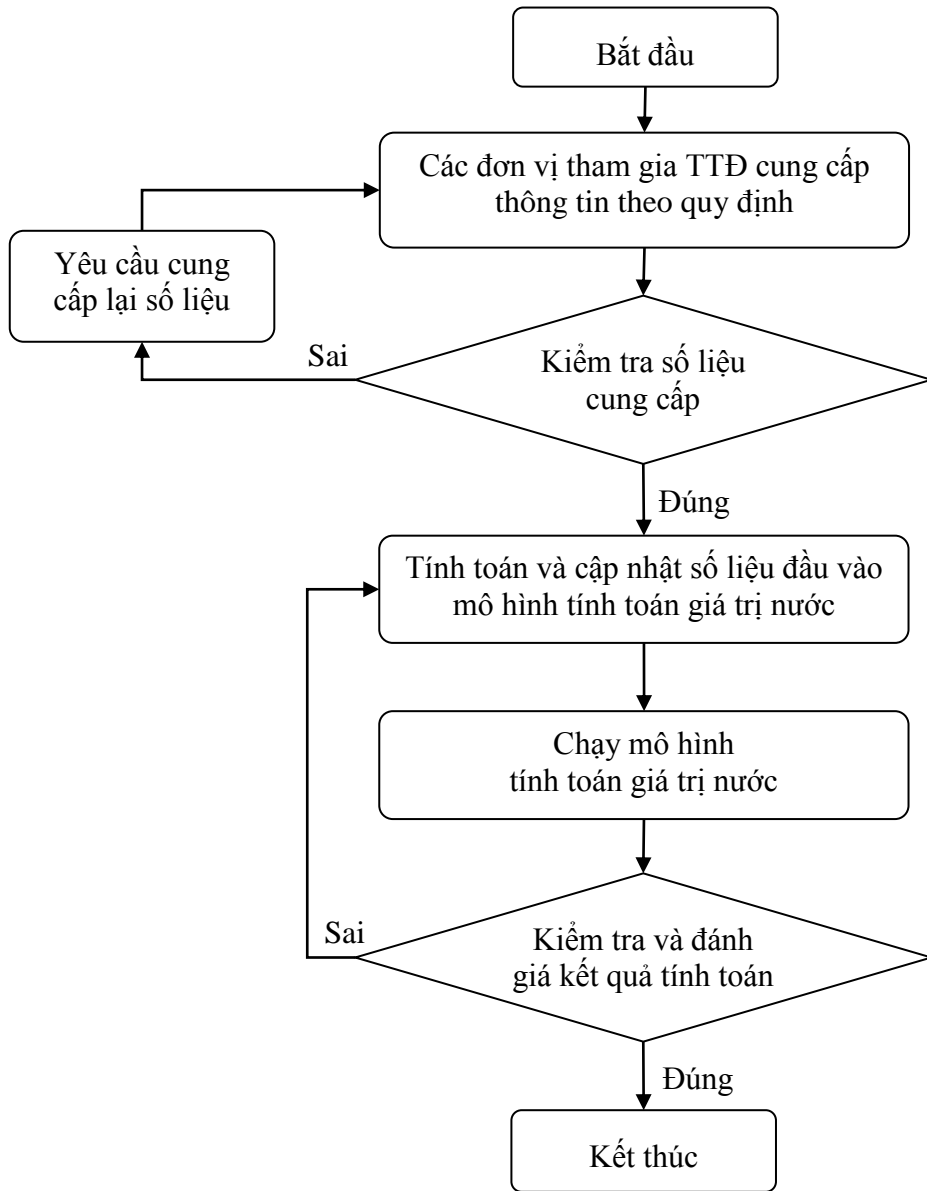 Bắt đầu
Các đơn vị tham gia TTĐ cung cấp
thông tin theo quy định
Yêu cầu cung
cấp lại số liệu
Sai
Kiểm tra số liệu
cung cấp
Đúng
Tính toán và cập nhật số liệu đầu vào
mô hình tính toán giá trị nước
Chạy mô hình
tính toán giá trị nước
Sai
Kiểm tra và đánh
giá kết quả tính toán
Đúng
Kết thúc